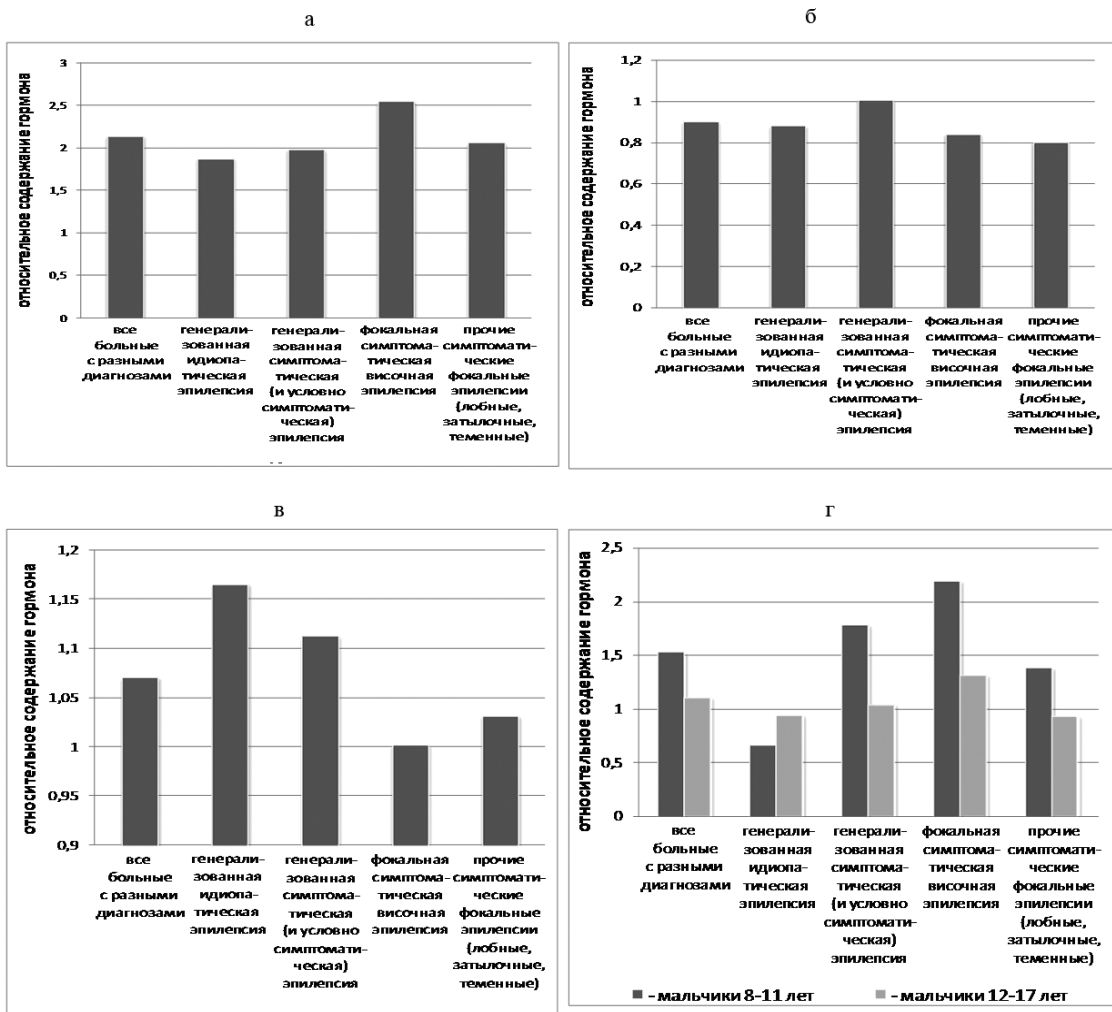 а
относительное содержание гормона
3
2,5
2
1,5
1
0,5
0
все
больные
с разными
диагнозами
генерали-
зованная
идиопа-
тическая
эпилепсия
генерали-
зованная
симптома-
тическая
(и условно
симптомати-
ческая)
эпилепсия
фокальная
симптома-
тическая
височная
эпилепсия
прочие
симптомати-
ческие
фокальные
эпилепсии
(лобные,
затылочные,
теменные)
б
относительное содержание гормона
1,2
1
0,8
0,6
0,4
0,2
0
все
больные
с разными
диагнозами
генерали-
зованная
идиопа-
тическая
эпилепсия
генерали-
зованная
симптома-
тическая
(и условно
симптомати-
ческая)
эпилепсия
фокальная
симптома-
тическая
височная
эпилепсия
прочие
симптомати-
ческие
фокальные
эпилепсии
(лобные,
затылочные,
теменные)
в
относительное содержание гормона
1,2
1,15
1,1
1,05
1
0,95
0,9
все
больные
с разными
диагнозами
генерали-
зованная
идиопа-
тическая
эпилепсия
генерали-
зованная
симптома-
тическая
(и условно
симптомати-
ческая)
эпилепсия
фокальная
симптома-
тическая
височная
эпилепсия
прочие
симптомати-
ческие
фокальные
эпилепсии
(лобные,
затылочные,
теменные)
г
относительное содержание гормона
2,5
2
1,5
1
0,5
0
все
больные
с разными
диагнозами
генерали-
зованная
идиопа-
тическая
эпилепсия
генерали-
зованная
симптома-
тическая
(и условно
симптомати-
ческая)
эпилепсия
фокальная
симптома-
тическая
височная
эпилепсия
прочие
симптомати-
ческие
фокальные
эпилепсии
(лобные,
затылочные,
теменные)
- мальчики 8-11 лет
- мальчики 12-17 лет